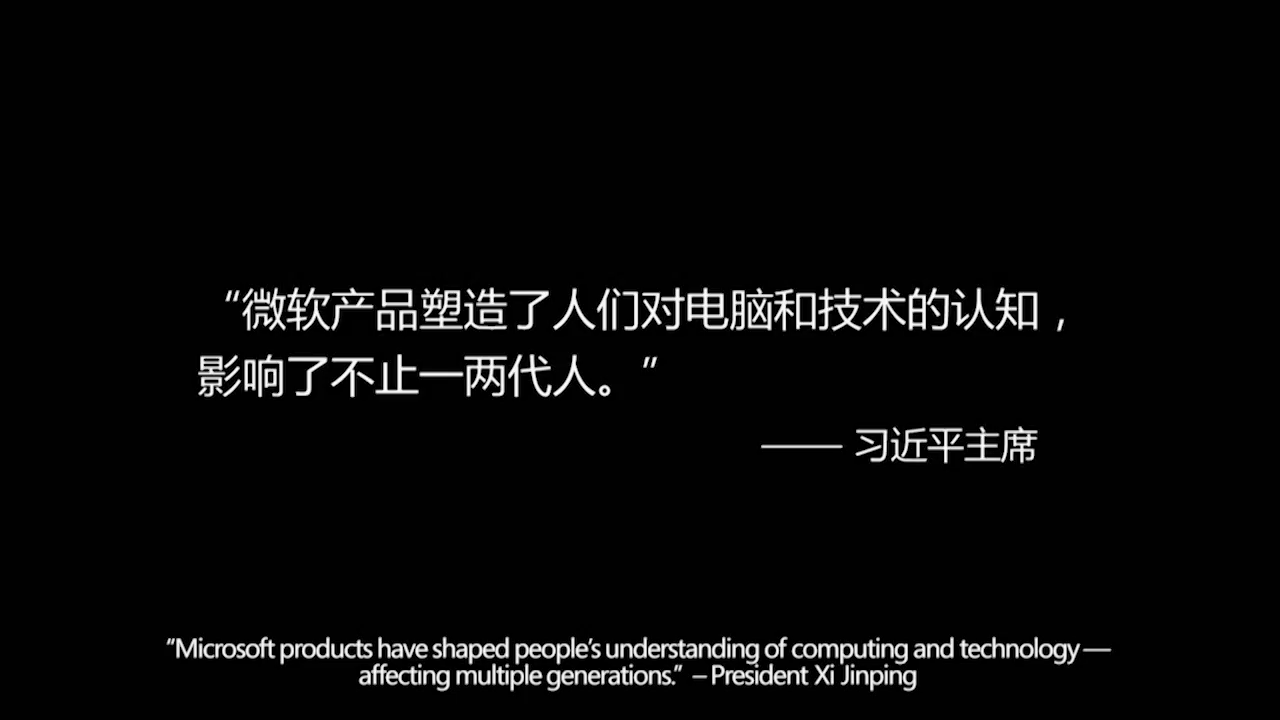 “微软产品塑造了人们对电脑和技术的认知，
影响了不止一两代人。”
—— 习近平主席
"Microsoft products have shaped people's understanding of computing and technology —
affecting multiple generations." – President Xi Jinping